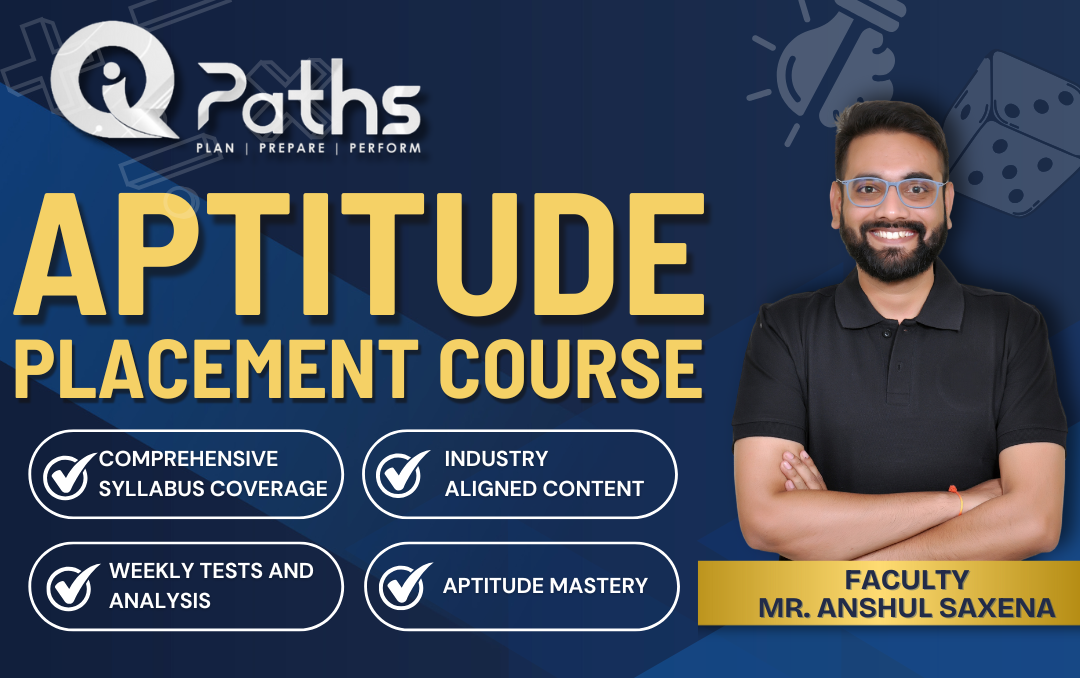 iQ Paths
PLAN | PREPARE | PERFORM
APTITUDE
PLACEMENT COURSE
COMPREHENSIVE
SYLLABUS COVERAGE
INDUSTRY
ALIGNED CONTENT
WEEKLY TESTS AND
ANALYSIS
APTITUDE MASTERY
FACULTY
MR. ANSHUL SAXENA